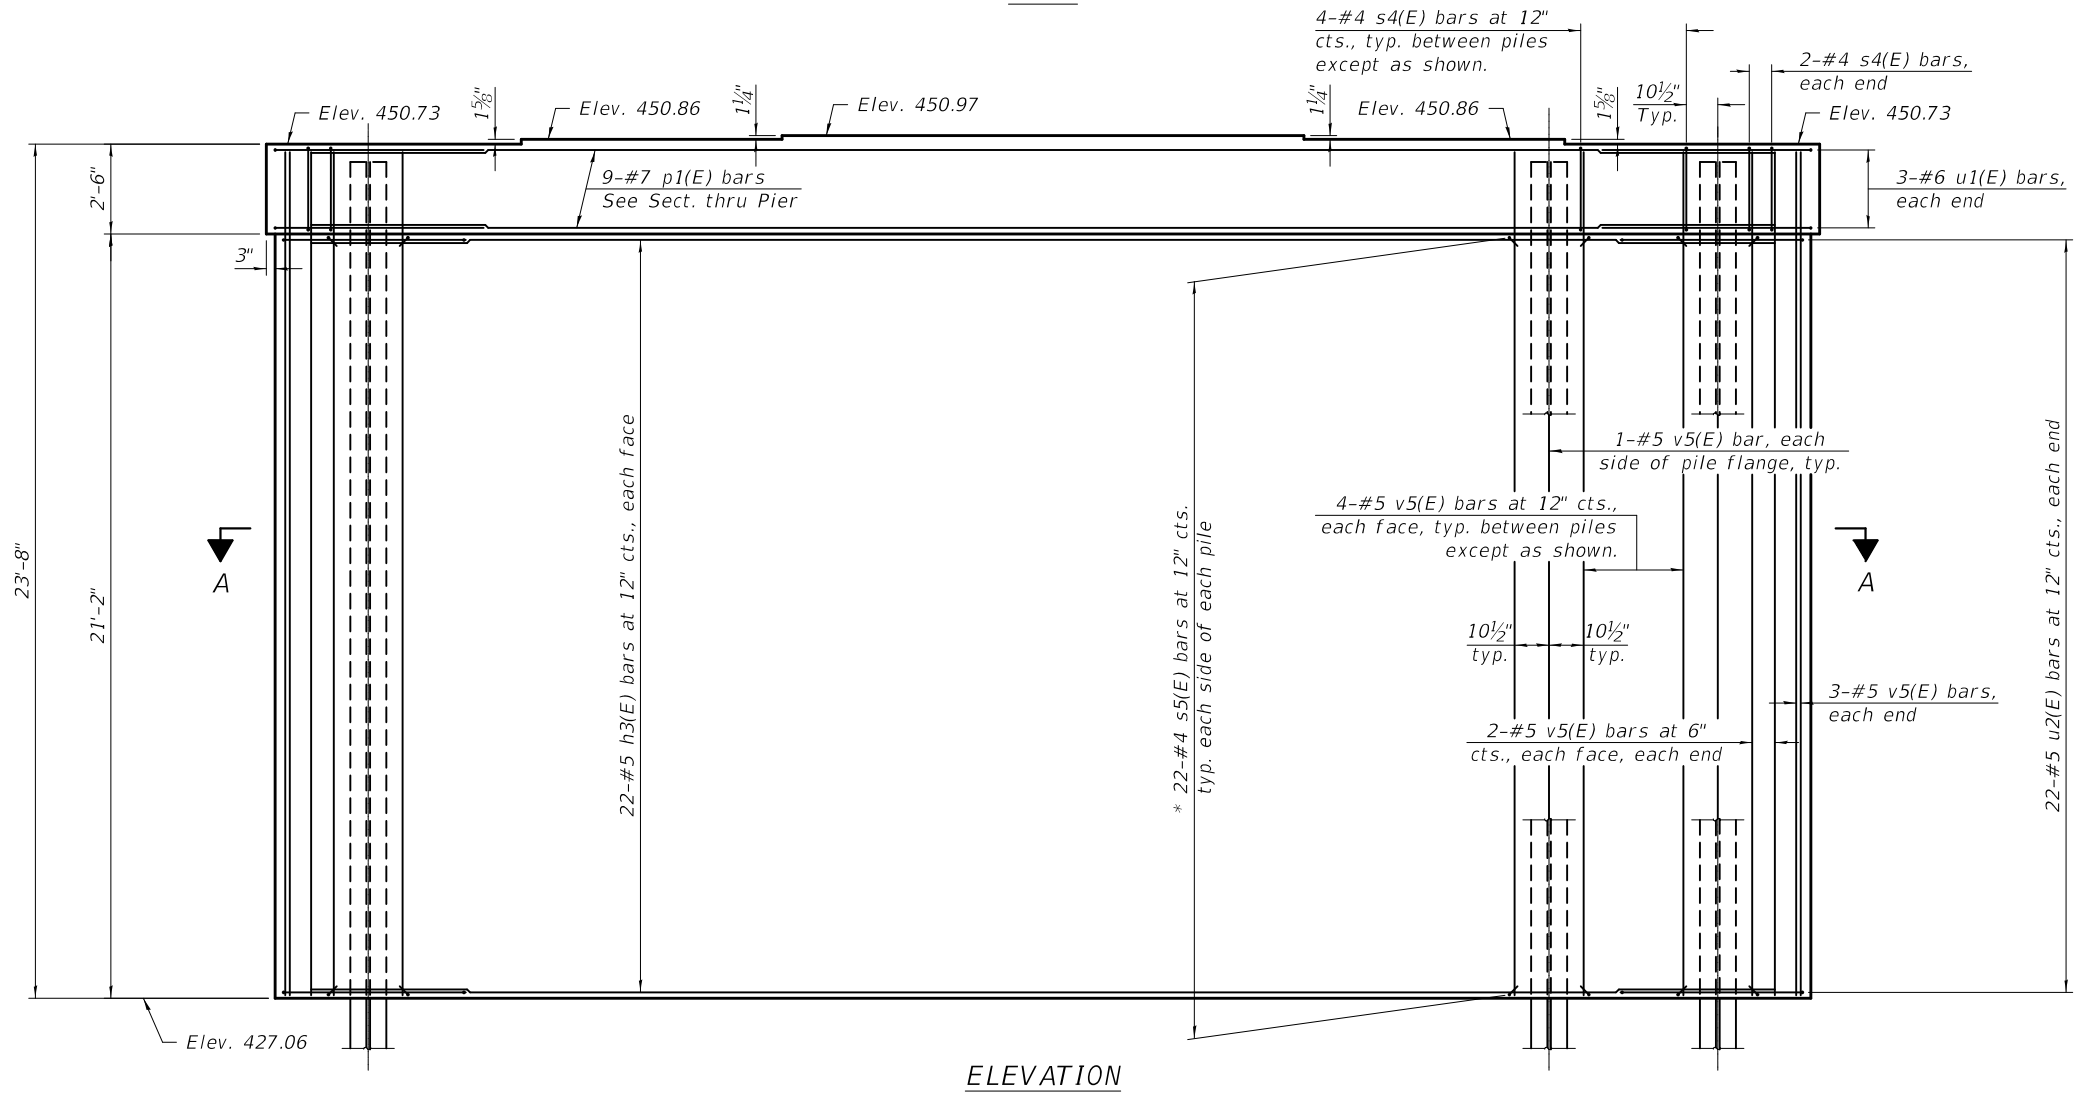 4-#4 s4(E) bars at 12"
cts., typ. between piles
except as shown.
2-#4 s4(E) bars,
each end
Elev. 450.73
1⅝"
Elev. 450.86
1¼"
Elev. 450.97
1¼"
Elev. 450.86
1⅝"
10½"
Typ.
Elev. 450.73
2'-6"
9-#7 p1(E) bars
See Sect. thru Pier
3-#6 u1(E) bars,
each end
3"
23'-8"
21'-2"
A
22-#5 h3(E) bars at 12" cts., each face
* 22-#4 s5(E) bars at 12" cts.
typ. each side of each pile
1-#5 v5(E) bar, each
side of pile flange, typ.
4-#5 v5(E) bars at 12" cts.,
each face, typ. between piles
except as shown.
A
10½"
typ.
10½"
typ.
3-#5 v5(E) bars,
each end
2-#5 v5(E) bars at 6"
cts., each face, each end
22-#5 u2(E) bars at 12" cts., each end
Elev. 427.06
ELEVATION